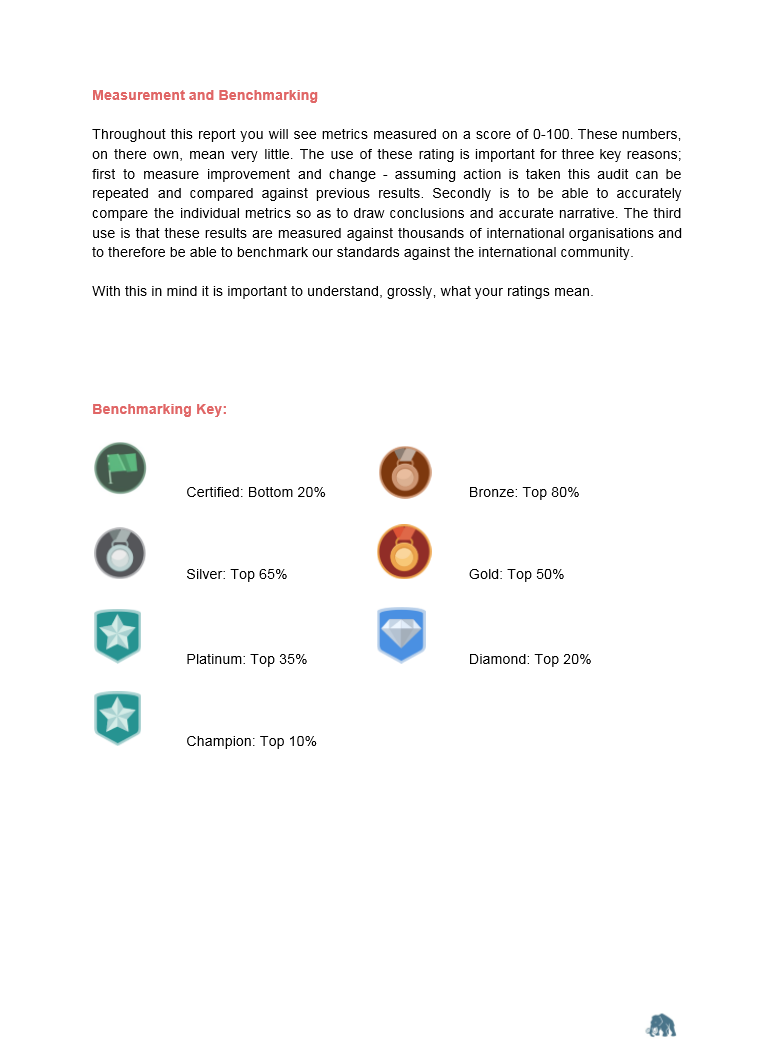 Measurement and Benchmarking
Throughout this report you will see metrics measured on a score of 0-100. These numbers,
on there own, mean very little. The use of these rating is important for three key reasons;
first to measure improvement and change - assuming action is taken this audit can be
repeated and compared against previous results. Secondly is to be able to accurately
compare the individual metrics so as to draw conclusions and accurate narrative. The third
use is that these results are measured against thousands of international organisations and
to therefore be able to benchmark our standards against the international community.
With this in mind it is important to understand, grossly, what your ratings mean.
Benchmarking Key:
Certified: Bottom 20%
Bronze: Top 80%
Silver: Top 65%
Gold: Top 50%
Platinum: Top 35%
Diamond: Top 20%
Champion: Top 10%